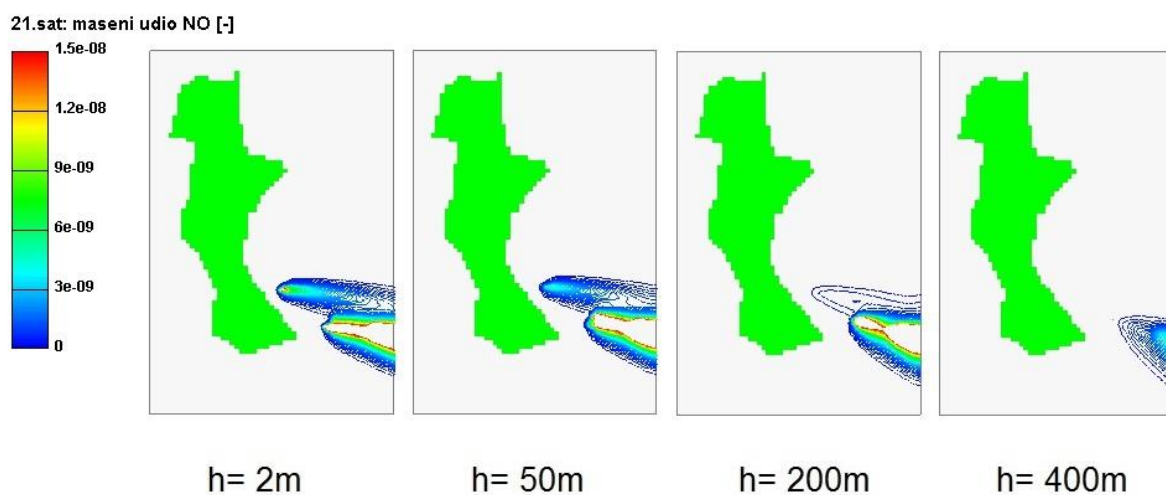 21.sat: maseni udio NO [-]
1.5e-08
1.2e-08
9e-09
6e-09
3e-09
0
h= 2m
h= 50m
h= 200m
h= 400m